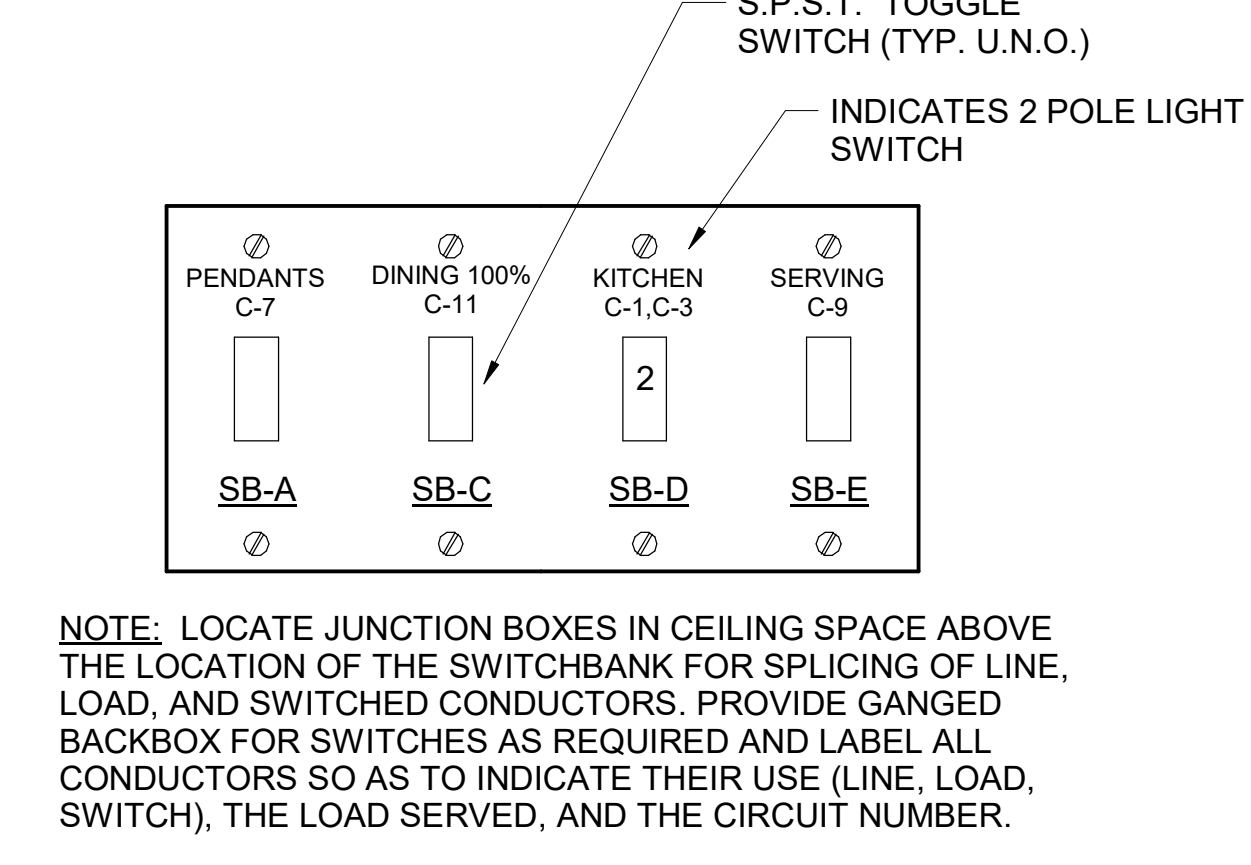 S.P.S.T. TOGGLE
SWITCH (TYP. U.N.O.)
INDICATES 2 POLE LIGHT
SWITCH
PENDANTS
C-7
DINING 100%
C-11
KITCHEN
C-1,C-3
SERVING
C-9
2
SB-A
SB-C
SB-D
SB-E
NOTE: LOCATE JUNCTION BOXES IN CEILING SPACE ABOVE
THE LOCATION OF THE SWITCHBANK FOR SPLICING OF LINE,
LOAD, AND SWITCHED CONDUCTORS. PROVIDE GANGED
BACKBOX FOR SWITCHES AS REQUIRED AND LABEL ALL
CONDUCTORS SO AS TO INDICATE THEIR USE (LINE, LOAD,
SWITCH), THE LOAD SERVED, AND THE CIRCUIT NUMBER.